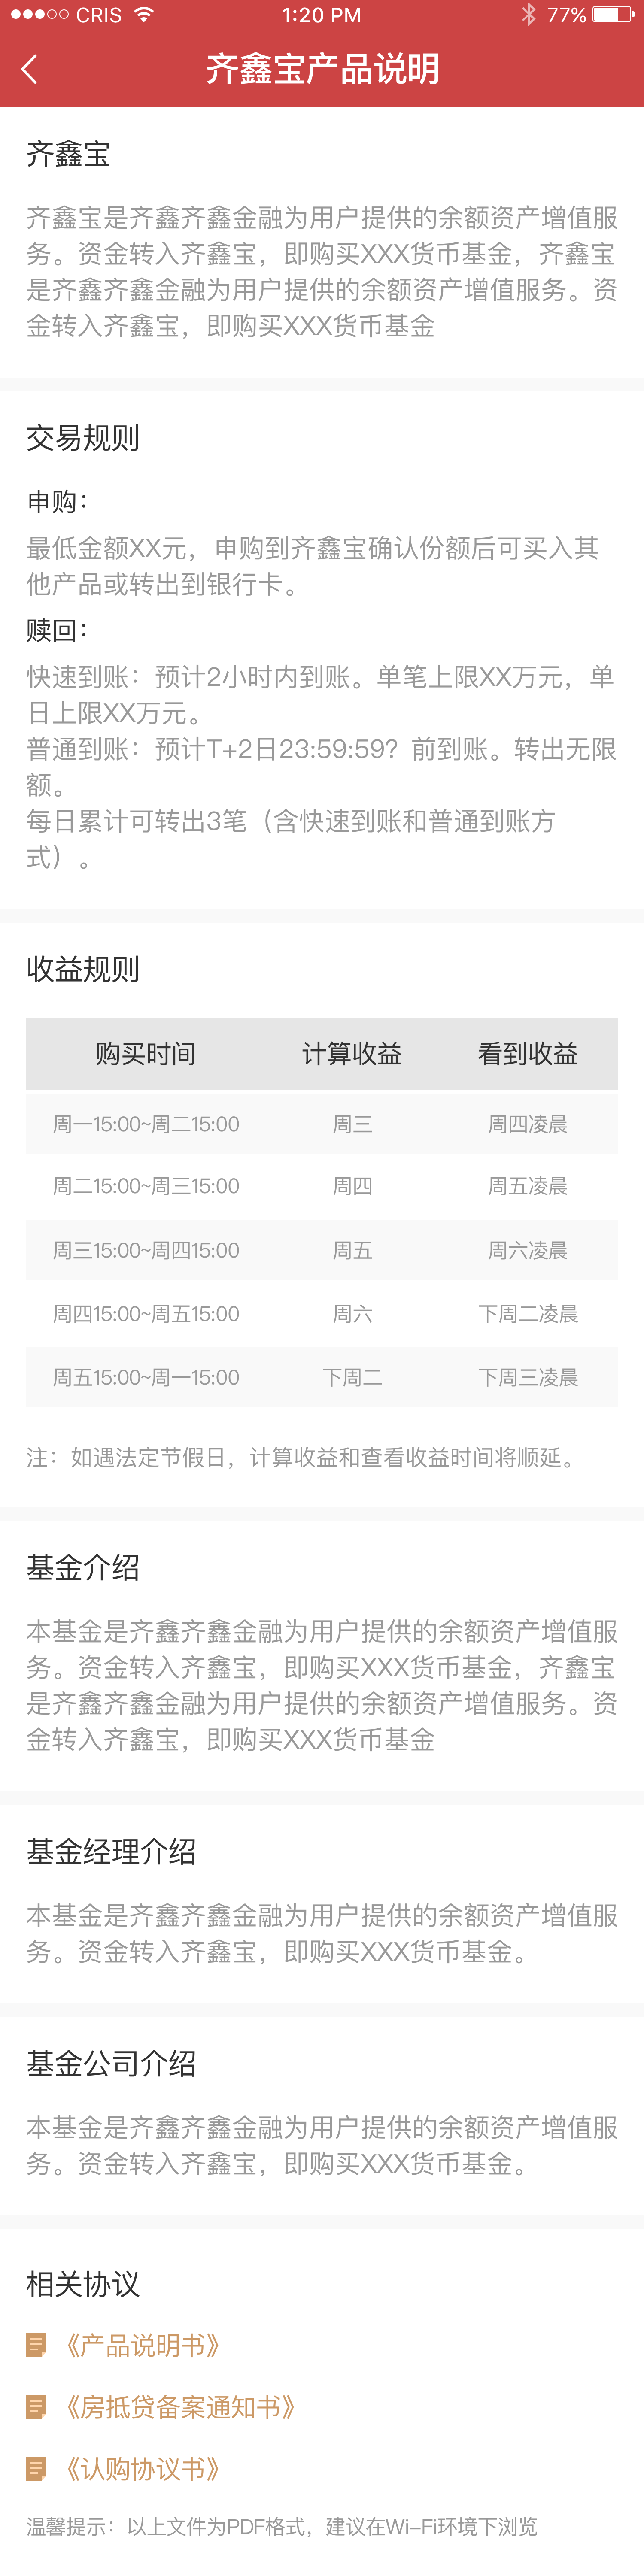 CRIS 1:20 PM 77%
齐鑫宝产品说明
齐鑫宝
齐鑫宝是齐鑫齐鑫金融为用户提供的余额资产增值服
务。资金转入齐鑫宝，即购买XXX货币基金，齐鑫宝
是齐鑫齐鑫金融为用户提供的余额资产增值服务。资
金转入齐鑫宝，即购买XXX货币基金
交易规则
申购：
最低金额XX元，申购到齐鑫宝确认份额后可买入其
他产品或转出到银行卡。
赎回：
快速到账：预计2小时内到账。单笔上限XX万元，单
日上限XX万元。
普通到账：预计T+2日23:59:59？前到账。转出无限
额。
每日累计可转出3笔（含快速到账和普通到账方
式）。
收益规则
购买时间 计算收益 看到收益
周一15:00~周二15:00 周三 周四凌晨
周二15:00~周三15:00 周四 周五凌晨
周三15:00~周四15:00 周五 周六凌晨
周四15:00~周五15:00 周六 下周二凌晨
周五15:00~周一15:00 下周二 下周三凌晨
注：如遇法定节假日，计算收益和查看收益时间将顺延。
基金介绍
本基金是齐鑫齐鑫金融为用户提供的余额资产增值服
务。资金转入齐鑫宝，即购买XXX货币基金，齐鑫宝
是齐鑫齐鑫金融为用户提供的余额资产增值服务。资
金转入齐鑫宝，即购买XXX货币基金
基金经理介绍
本基金是齐鑫齐鑫金融为用户提供的余额资产增值服
务。资金转入齐鑫宝，即购买XXX货币基金。
基金公司介绍
本基金是齐鑫齐鑫金融为用户提供的余额资产增值服
务。资金转入齐鑫宝，即购买XXX货币基金。
相关协议
《产品说明书》
《房抵贷备案通知书》
《认购协议书》
温馨提示：以上文件为PDF格式，建议在Wi-Fi环境下浏览